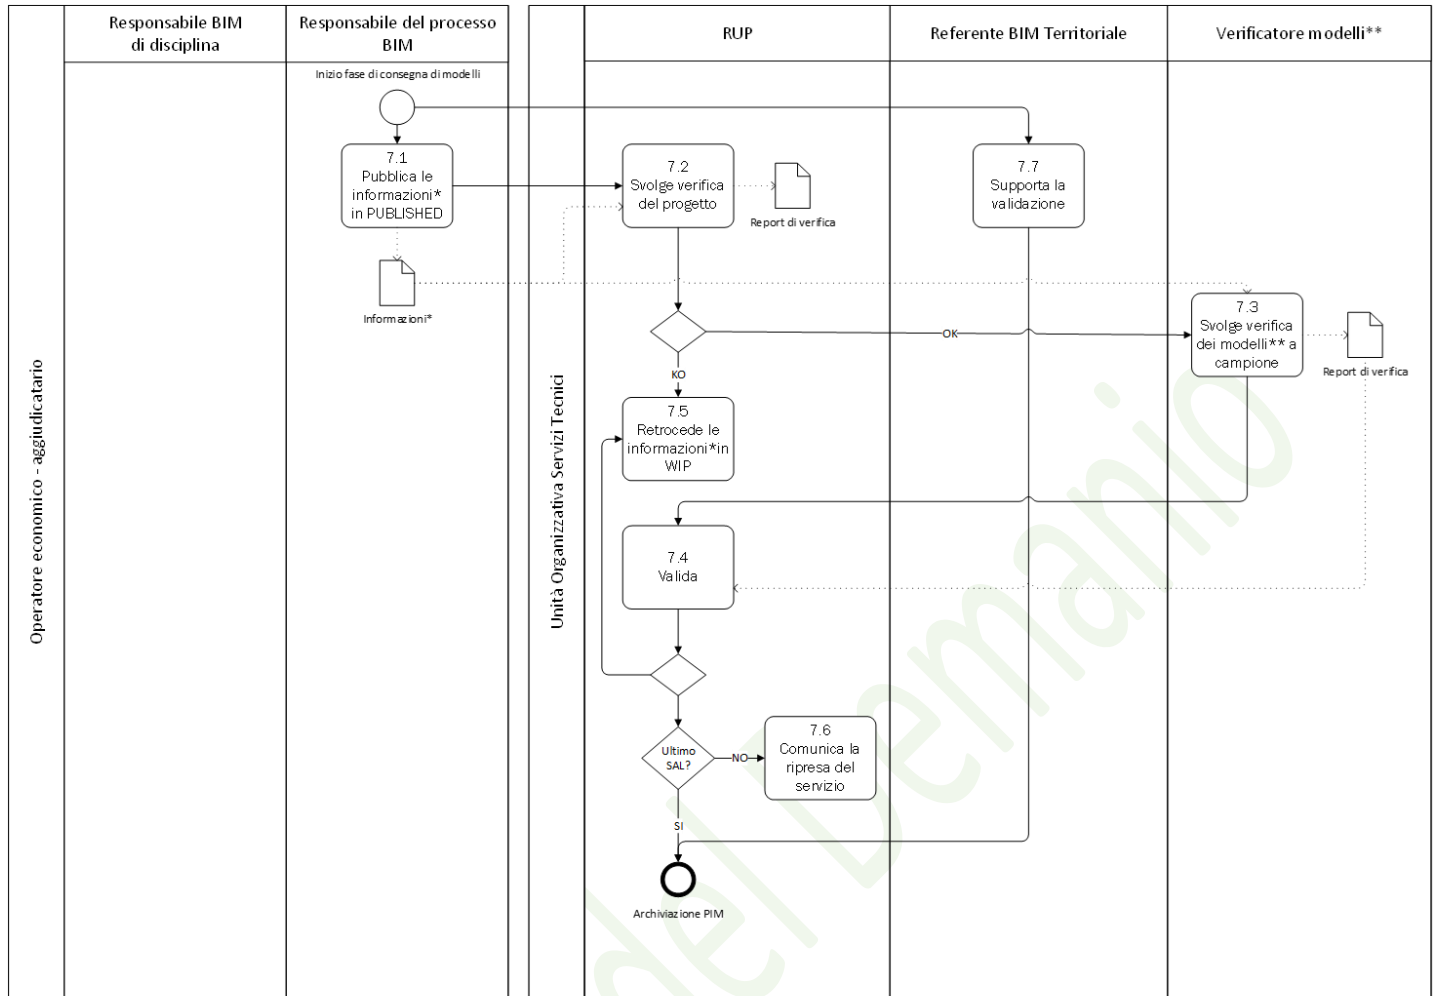 Responsabile BIM
di disciplina
Responsabile del processo
BIM
RUP
Referente BIM Territoriale
Verificatore modelli**
Operatore economico - aggiudicatario
Unità Organizzativa Servizi Tecnici
Inizio fase di consegna di modelli
7.1
Pubblica le
informazioni*
in PUBLISHED
Informazioni*
7.2
Svolge verifica
del progetto
Report di verifica
7.7
Supporta la
validazione
OK
7.3
Svolge verifica
dei modelli** a
campione
Report di verifica
KO
7.5
Retrocede le
informazioni*in
WIP
7.4
Valida
Ultimo
SAL?
NO
7.6
Comunica la
ripresa del
servizio
SI
Archiviazione PIM
del Demanio